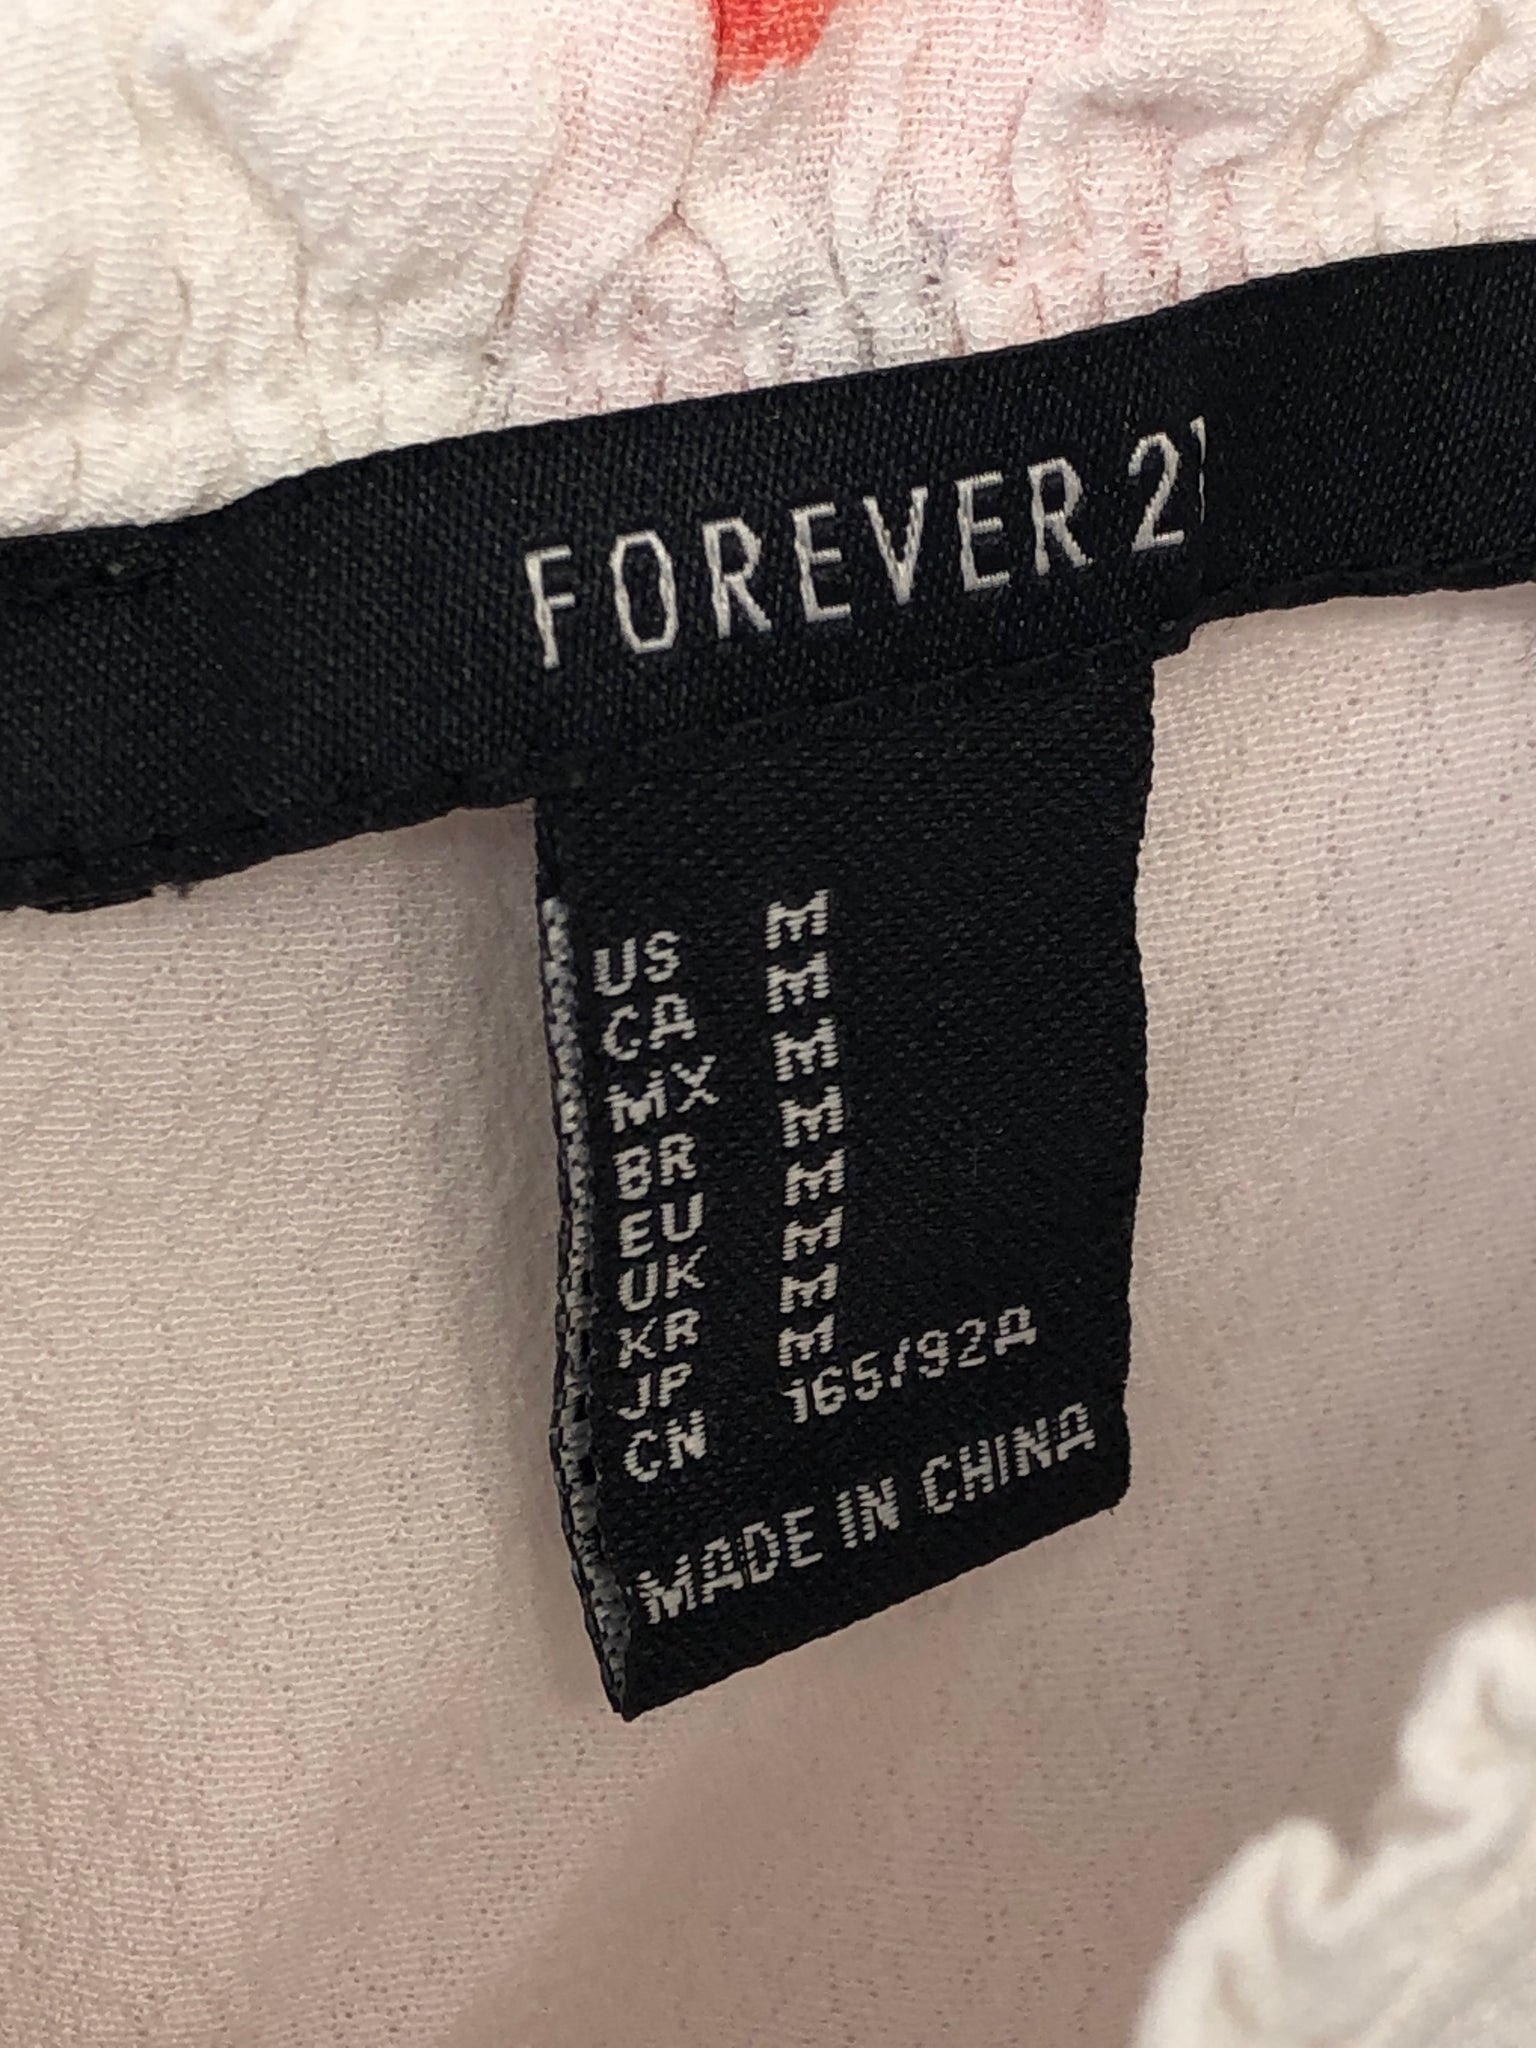 FOREVER 21
US M
CA M
MX M
BR M
EU M
UK M
KR M
JP M
CN 165/92A
MADE IN CHINA